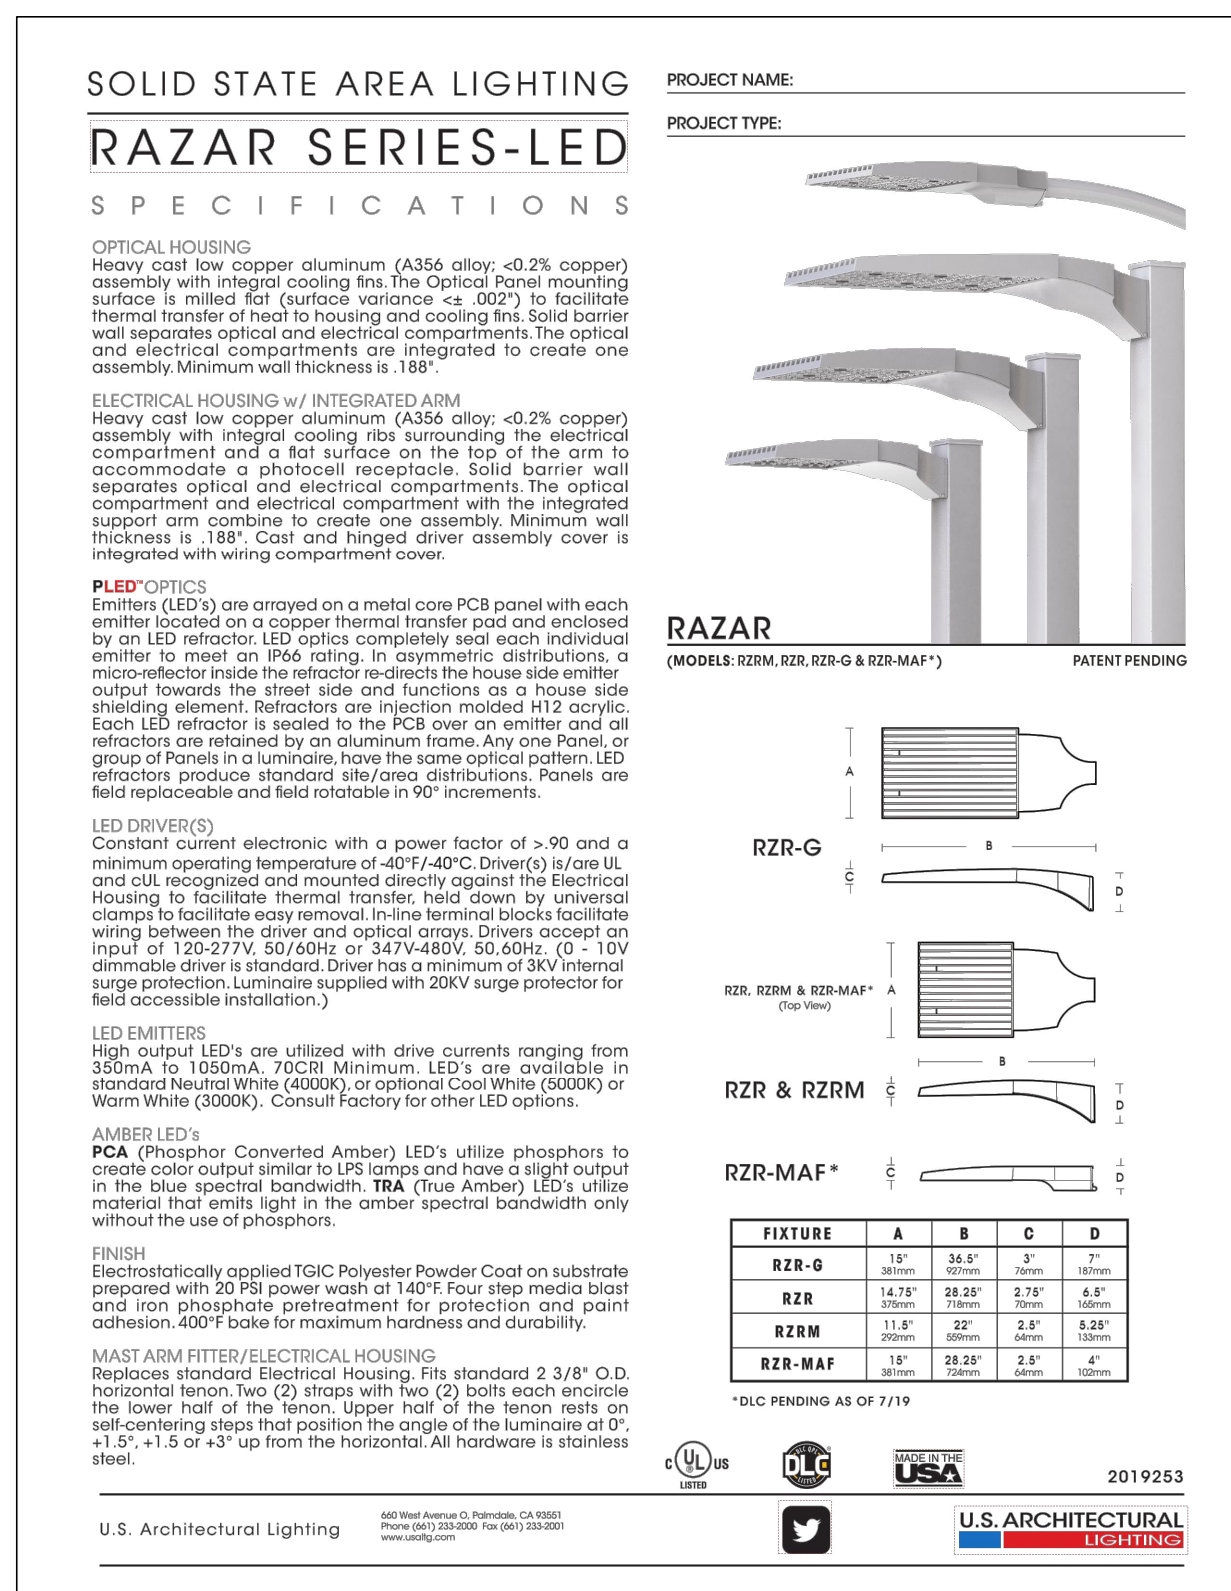 SOLID STATE AREA LIGHTING
RAZAR SERIES-LED
SPECIFICATIONS
OPTICAL HOUSING
Heavy cast low copper aluminum (A356 alloy; <0.2% copper)
assembly with integral cooling fins. The Optical Panel mounting
surface is milled flat (surface variance <± .002") to facilitate
thermal transfer of heat to housing and cooling fins. Solid barrier
wall separates optical and electrical compartments. The optical
and electrical compartments are integrated to create one
assembly. Minimum wall thickness is .188".
ELECTRICAL HOUSING w/ INTEGRATED ARM
Heavy cast low copper aluminum (A356 alloy; <0.2% copper)
assembly with integral cooling ribs surrounding the electrical
compartment and a flat surface on the top of the arm to
accommodate a photocell receptacle. Solid barrier wall
separates optical and electrical compartments. The optical
compartment and electrical compartment with the integrated
support arm combine to create one assembly. Minimum wall
thickness is .188". Cast and hinged driver assembly cover is
integrated with wiring compartment cover.
PLED™ OPTICS
Emitters (LED's) are arrayed on a metal core PCB panel with each
emitter located on a copper thermal transfer pad and enclosed
by an LED refractor. LED optics completely seal each individual
emitter to meet an IP66 rating. In asymmetric distributions, a
micro-reflector inside the refractor re-directs the house side emitter
output towards the street side and functions as a house side
shielding element. Refractors are injection molded H12 acrylic.
Each LED refractor is sealed to the PCB over an emitter and all
refractors are retained by an aluminum frame. Any one Panel, or
group of Panels in a luminaire, have the same optical pattern. LED
refractors produce standard site/area distributions. Panels are
field replaceable and field rotatable in 90° increments.
LED DRIVER(S)
Constant current electronic with a power factor of >.90 and a
minimum operating temperature of -40°F/-40°C. Driver(s) is/are UL
and cUL recognized and mounted directly against the Electrical
Housing to facilitate thermal transfer, held down by universal
clamps to facilitate easy removal. In-line terminal blocks facilitate
wiring between the driver and optical arrays. Drivers accept an
input of 120-277V, 50/60Hz or 347V-480V, 50,60Hz. (0 - 10V
dimmable driver is standard. Driver has a minimum of 3KV internal
surge protection. Luminaire supplied with 20KV surge protector for
field accessible installation.)
LED EMITTERS
High output LED's are utilized with drive currents ranging from
350mA to 1050mA. 70CRI Minimum. LED's are available in
standard Neutral White (4000K), or optional Cool White (5000K) or
Warm White (3000K). Consult Factory for other LED options.
AMBER LED's
PCA (Phosphor Converted Amber) LED's utilize phosphors to
create color output similar to LPS lamps and have a slight output
in the blue spectral bandwidth. TRA (True Amber) LED's utilize
material that emits light in the amber spectral bandwidth only
without the use of phosphors.
FINISH
Electrostatically applied TGIC Polyester Powder Coat on substrate
prepared with 20 PSI power wash at 140°F. Four step media blast
and iron phosphate pretreatment for protection and paint
adhesion. 400°F bake for maximum hardness and durability.
MAST ARM FITTER/ELECTRICAL HOUSING
Replaces standard Electrical Housing. Fits standard 2 3/8" O.D.
horizontal tenon. Two (2) straps with two (2) bolts each encircle
the lower half of the tenon. Upper half of the tenon rests on
self-centering steps that position the angle of the luminaire at 0°,
+1.5°, +1.5 or +3° up from the horizontal. All hardware is stainless
steel.
PROJECT NAME:
PROJECT TYPE:
RAZAR
(MODELS: RZRM, RZR, RZR-G & RZR-MAF*) PATENT PENDING
A
RZR-G
B
C
D
RZR, RZRM & RZR-MAF* A
(Top View)
B
RZR & RZRM C
D
RZR-MAF* C
D
FIXTURE A B C D
RZR-G 15" 36.5" 3" 7"
381mm 927mm 76mm 187mm
RZR 14.75" 28.25" 2.75" 6.5"
375mm 718mm 70mm 165mm
RZRM 11.5" 22" 2.5" 5.25"
292mm 559mm 64mm 133mm
RZR-MAF 15" 28.25" 2.5" 4"
381mm 724mm 64mm 102mm
*DLC PENDING AS OF 7/19
C UL® US
LISTED
DLC QPL
DLC®
LISTED
MADE IN THE
USA
2019253
U.S. Architectural Lighting
660 West Avenue O, Palmdale, CA 93551
Phone (661) 233-2000 Fax (661) 233-2001
www.usaltg.com
U.S. ARCHITECTURAL
LIGHTING